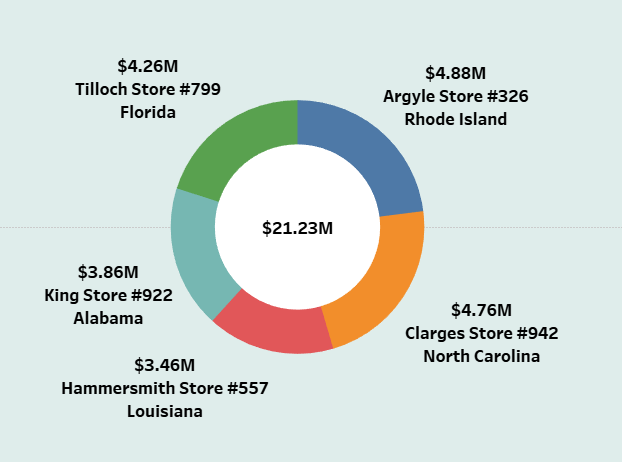 $4.26M
Tilloch Store #799
Florida
$4.88M
Argyle Store #326
Rhode Island
$21.23M
$3.86M
King Store #922
Alabama
$4.76M
Clarges Store #942
North Carolina
$3.46M
Hammersmith Store #557
Louisiana